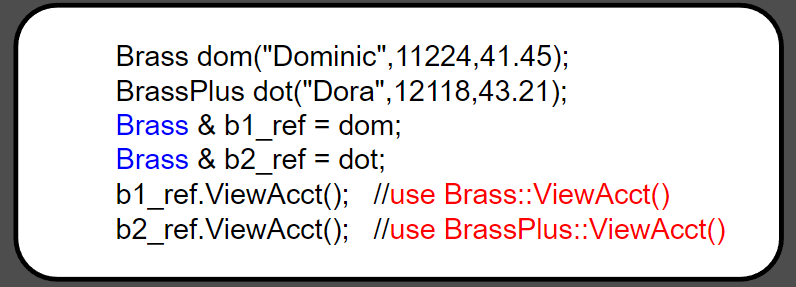 Brass dom("Dominic",11224,41.45);
BrassPlus dot("Dora",12118,43.21);
Brass & b1_ref = dom;
Brass & b2_ref = dot;
b1_ref.ViewAcct();   //use Brass::ViewAcct()
b2_ref.ViewAcct();   //use BrassPlus::ViewAcct()